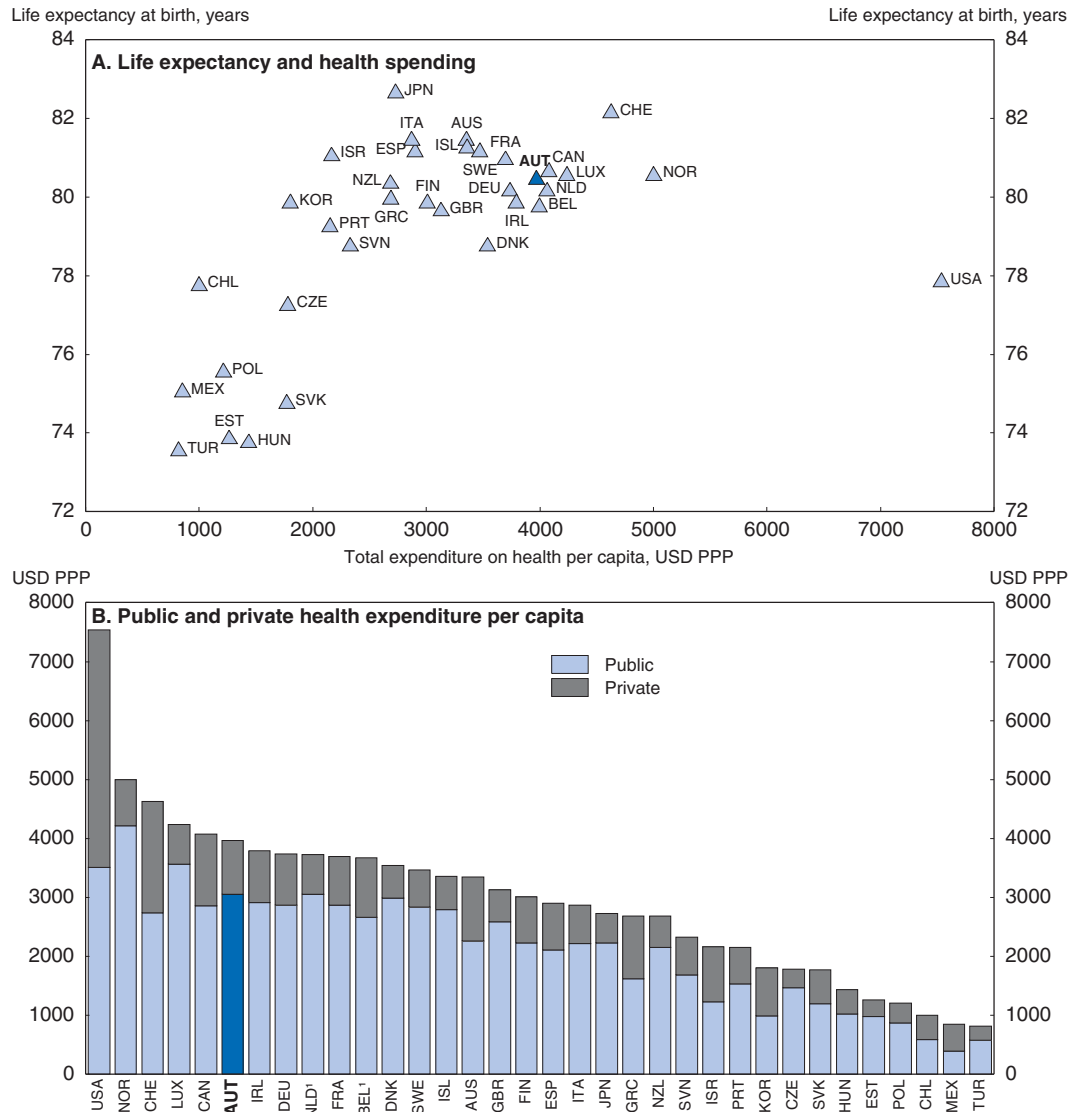 Life expectancy at birth, years Life expectancy at birth, years
84 84
A. Life expectancy and health spending
JPN
82 CHE 82
ITA AUS
ISR ESP ISL FRA
SWE AUT CAN LUX NOR
NZL FIN DEU NLD
80 KOR GRC GBR IRL BEL 80
PRT
SVN DNK
78 CHL USA 78
CZE
76 76
POL
MEX
SVK
EST
74 74
TUR HUN
72 72
0 1000 2000 3000 4000 5000 6000 7000 8000
Total expenditure on health per capita, USD PPP
USD PPP USD PPP
8000 8000
B. Public and private health expenditure per capita
7000 Public 7000
Private
6000 6000
5000 5000
4000 4000
3000 3000
2000 2000
1000 1000
0 0
USA NOR CHE LUX CAN AUT IRL DEU NLD¹ FRA BEL¹ DNK SWE ISL AUS GBR FIN ESP ITA JPN GRC NZL SVN ISR PRT KOR CZE SVK HUN EST POL CHL MEX TUR